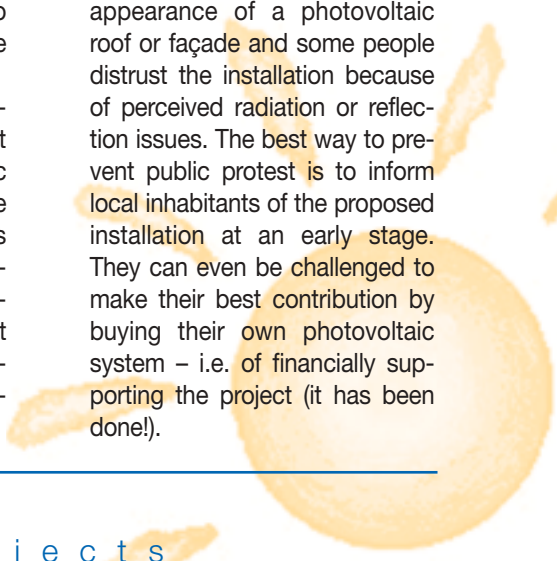 appearance of a photovoltaic
roof or façade and some people
distrust the installation because
of perceived radiation or reflec-
tion issues. The best way to pre-
vent public protest is to inform
local inhabitants of the proposed
installation at an early stage.
They can even be challenged to
make their best contribution by
buying their own photovoltaic
system – i.e. of financially sup-
porting the project (it has been
done!).
j e c t s